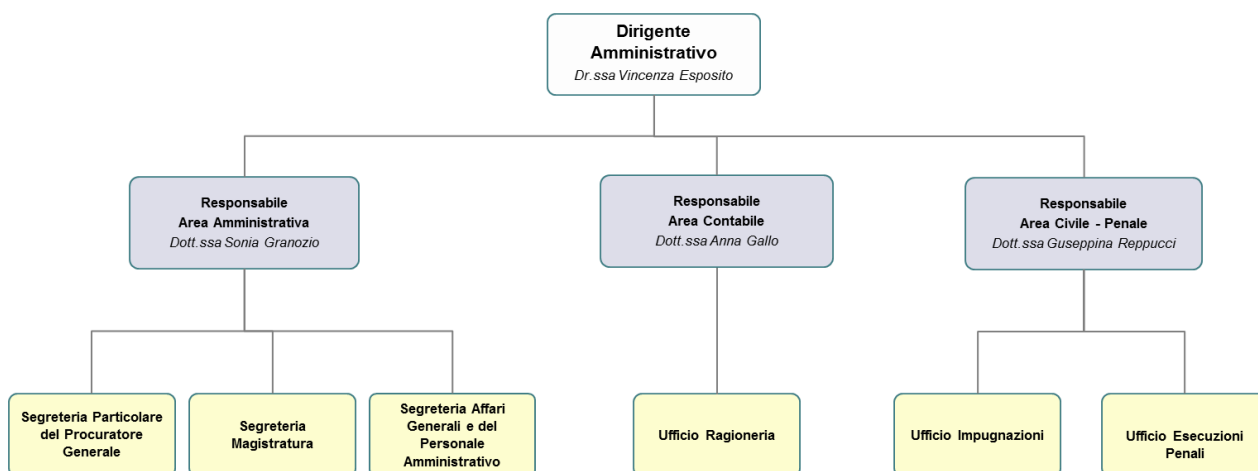 Dirigente
Amministrativo
Dr.ssa Vincenza Esposito
Responsabile
Area Amministrativa
Dott.ssa Sonia Granozio
Responsabile
Area Contabile
Dott.ssa Anna Gallo
Responsabile
Area Civile - Penale
Dott.ssa Guseppina Reppucci
Segreteria Particolare
del Procuratore
Generale
Segreteria
Magistratura
Segreteria Affari
Generali e del
Personale
Amministrativo
Ufficio Ragioneria
Ufficio Impugnazioni
Ufficio Esecuzioni
Penali